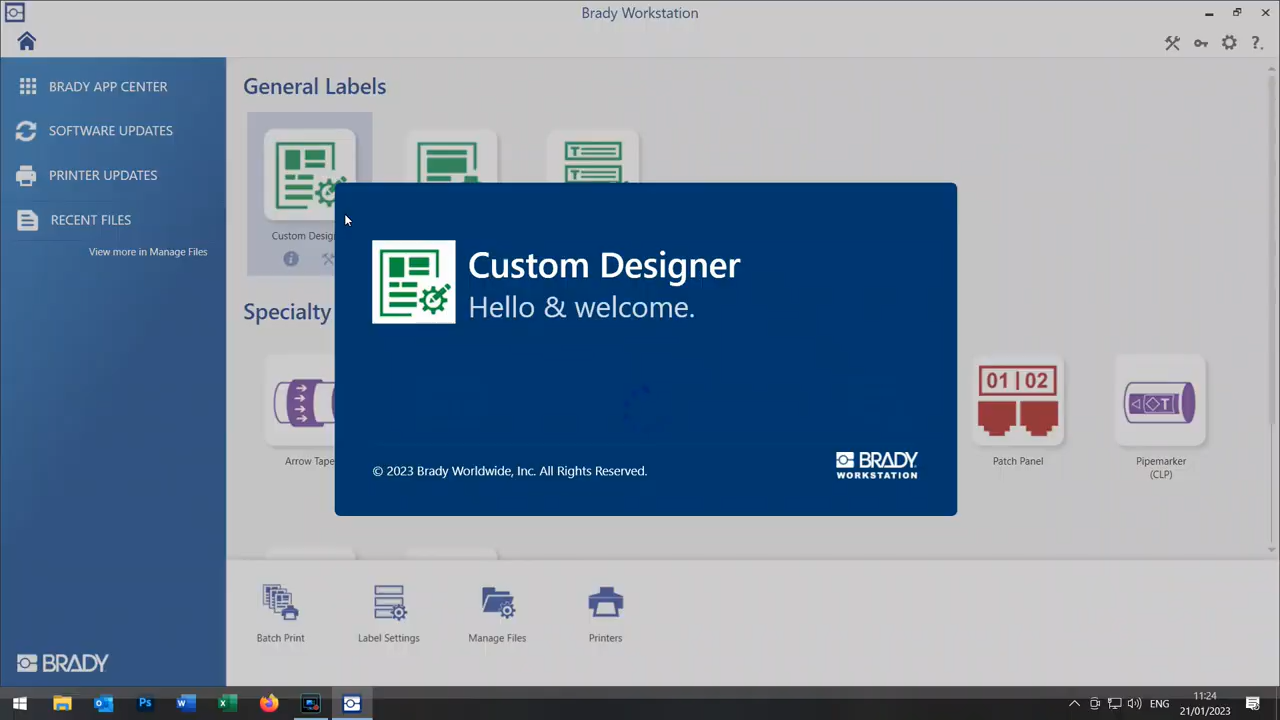 Brady Workstation
BRADY APP CENTER
SOFTWARE UPDATES
PRINTER UPDATES
RECENT FILES
View more in Manage Files
BRADY
General Labels
T
T
Custom Desig
Custom Designer
Hello & welcome.
© 2023 Brady Worldwide, Inc. All Rights Reserved.
BRADY
WORKSTATION
Specialty
Arrow Tape
01 | 02
Patch Panel
T
Pipemarker
(CLP)
Batch Print
Label Settings
Manage Files
Printers
Ps
ENG
11:24
21/01/2023